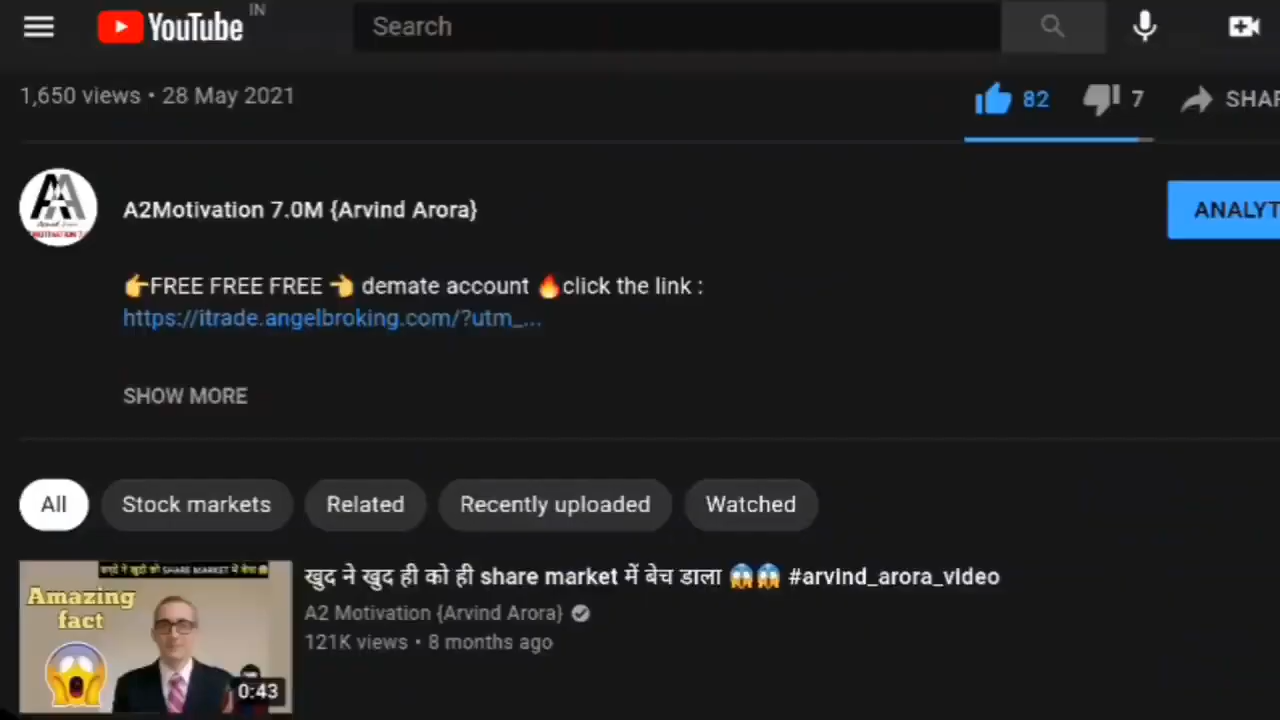 YouTube IN
Search
1,650 views • 28 May 2021
82
7
SHAR
A2Motivation 7.0M {Arvind Arora}
ANALYT
👉FREE FREE FREE 👈 demate account 🔥click the link :
https://itrade.angelbroking.com/?utm_...
SHOW MORE
All
Stock markets
Related
Recently uploaded
Watched
Amazing
fact
0:43
खुद ने खुद ही को ही share market में बेच डाला 😱😱 #arvind_arora_video
A2 Motivation {Arvind Arora}
121K views • 8 months ago